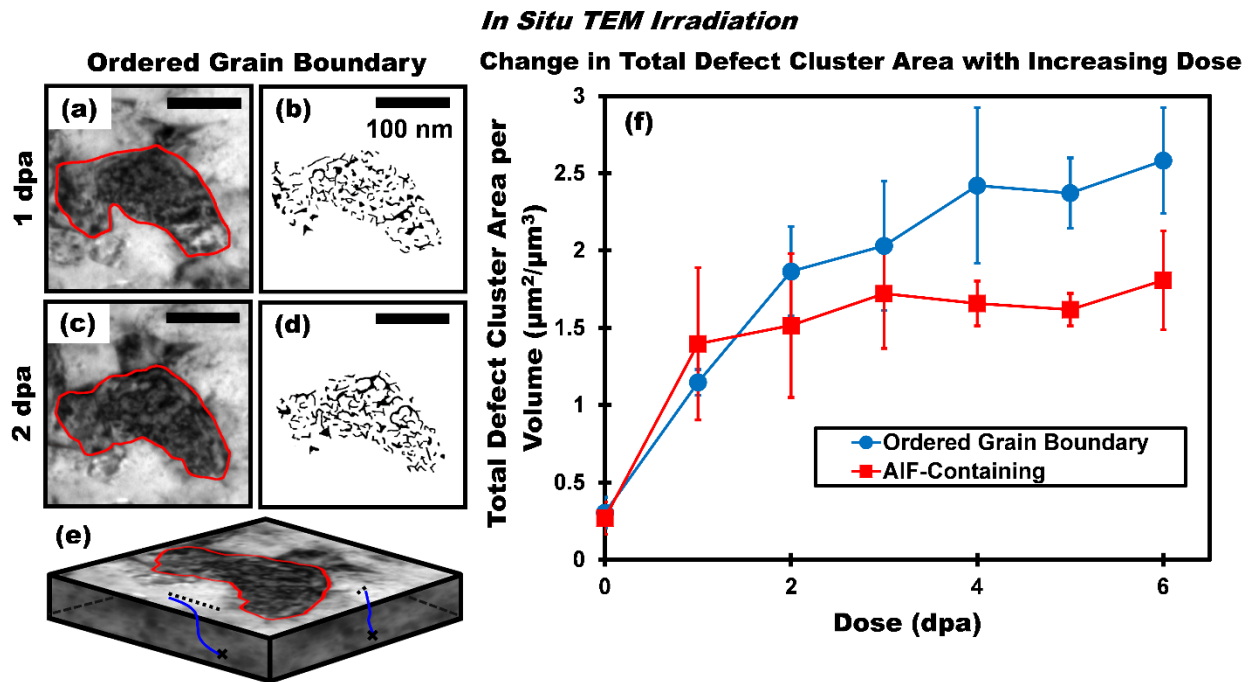 In Situ TEM Irradiation
Ordered Grain Boundary
Change in Total Defect Cluster Area with Increasing Dose
(a)
(b)
100 nm
1 dpa
(c)
(d)
2 dpa
(e)
(f)
Total Defect Cluster Area per
Volume (µm²/µm³)
3
2.5
2
1.5
1
0.5
0
Ordered Grain Boundary
AIF-Containing
0
2
4
6
Dose (dpa)